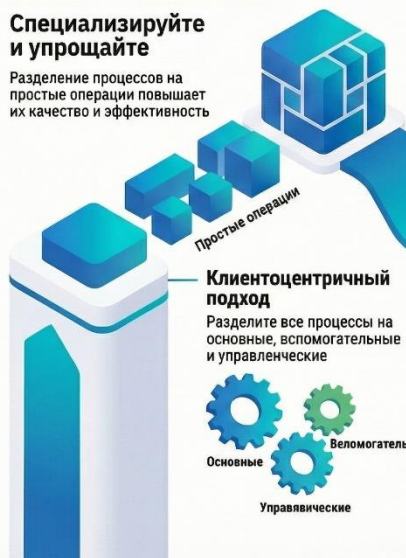 Специализируйте
и упрощайте
Разделение процессов на
простые операции повышает
их качество и эффективность
Простые операции
Клиентоцентричный
подход
Разделите все процессы на
основные, вспомогательные
и управленческие
Основные
Веломогатель
Управявические